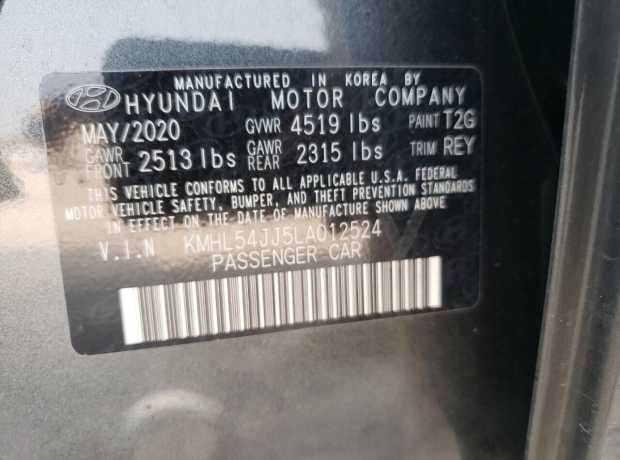 MANUFACTURED IN KOREA BY
HYUNDAI MOTOR COMPANY
MAY/2020 GVWR 4519 lbs PAINT T2G
GAWR FRONT 2513 lbs GAWR REAR 2315 lbs TRIM REY
THIS VEHICLE CONFORMS TO ALL APPLICABLE U.S.A. FEDERAL
MOTOR VEHICLE SAFETY, BUMPER, AND THEFT PREVENTION STANDARDS
IN EFFECT ON THE DATE OF MANUFACTURE SHOWN ABOVE.
V.I.N KMHL54JJ5LA012524
PASSENGER CAR